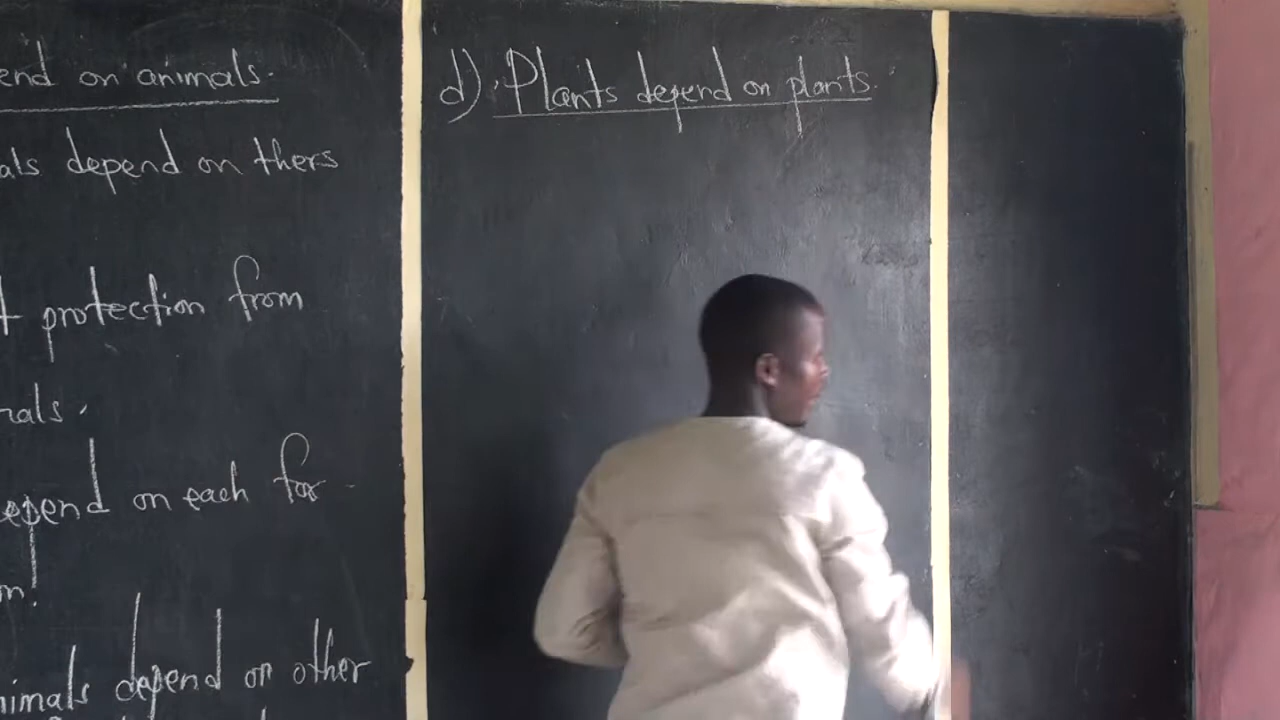 end on animals.
als depend on thers
t protection from
rals.
epend on each for
n!
nimals depend on other
d) Plants depend on plants.